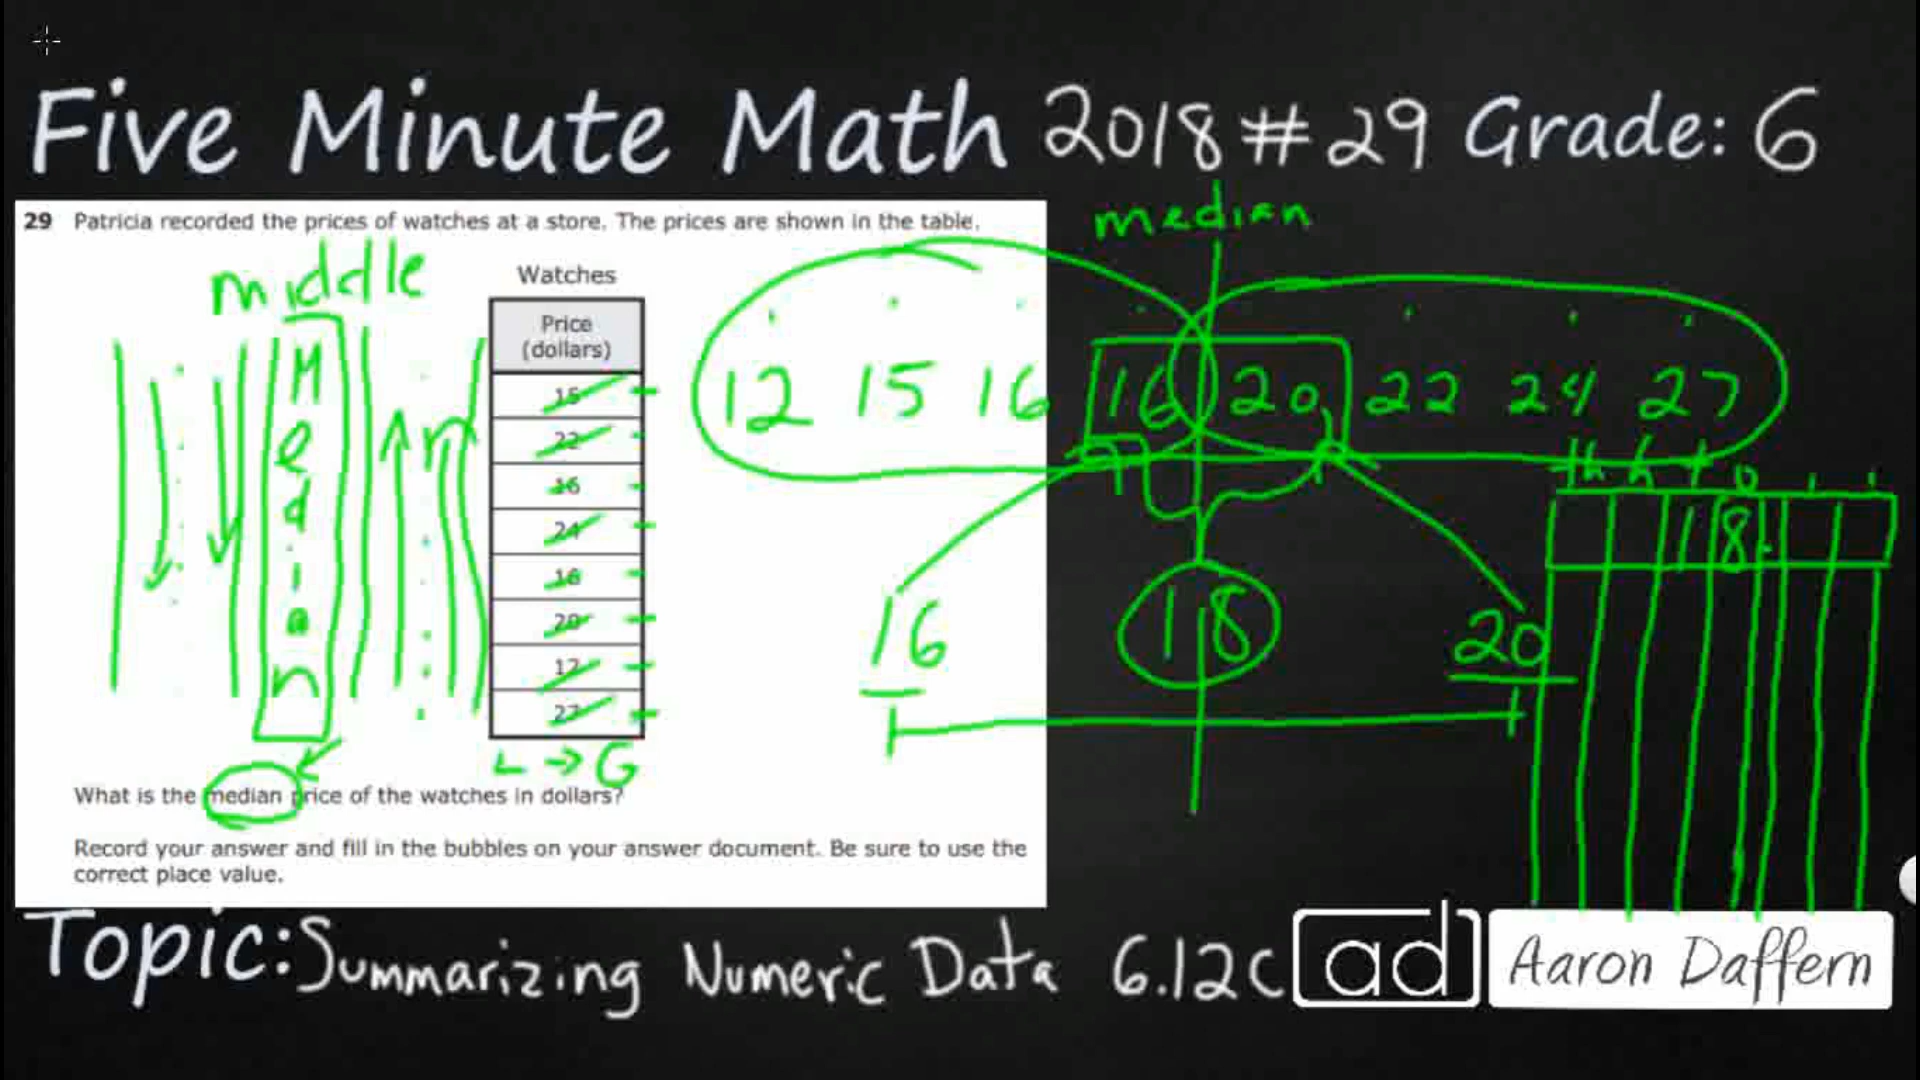 Five Minute Math 2018 #29 Grade: 6
29 Patricia recorded the prices of watches at a store. The prices are shown in the table.
median
middle
Watches
Price
(dollars)
15
22
16
24
16
20
12
27
Median
L → G
12 15 16 16 20 22 24 27
th h t o
18.
16 18 20
What is the median price of the watches in dollars?
Record your answer and fill in the bubbles on your answer document. Be sure to use the
correct place value.
Topic: Summarizing Numeric Data 6.12C
ad
Aaron Daffern